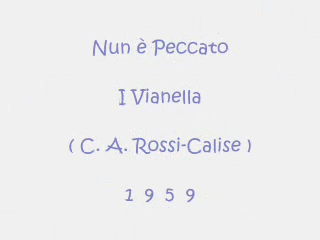 Nun è Peccato
I Vianella
( C. A. Rossi-Calise )
1 9 5 9